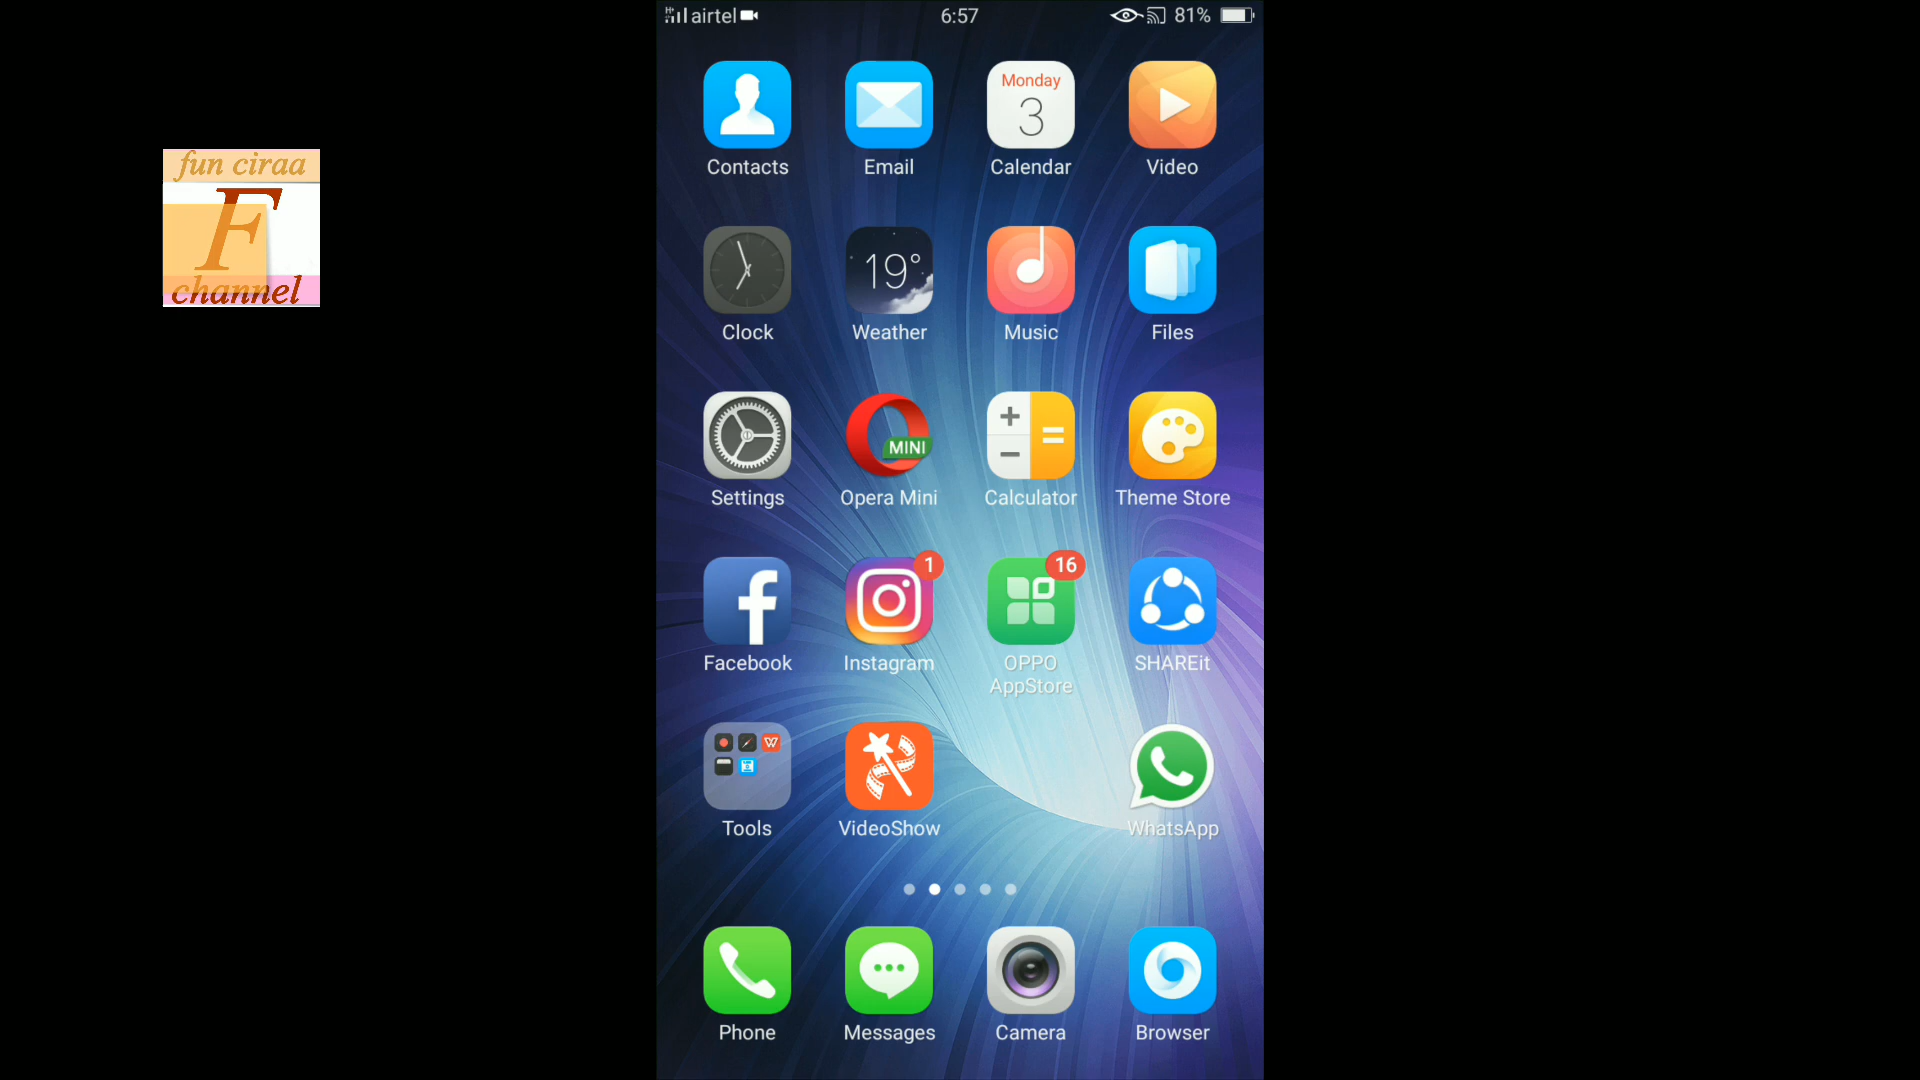 airtel 6:57 81%
fun ciraa
F
channel
Monday
3
Contacts Email Calendar Video
19°
Clock Weather Music Files
MINI
Settings Opera Mini Calculator Theme Store
1 16
Facebook Instagram OPPO AppStore SHAREit
Tools VideoShow WhatsApp
Phone Messages Camera Browser